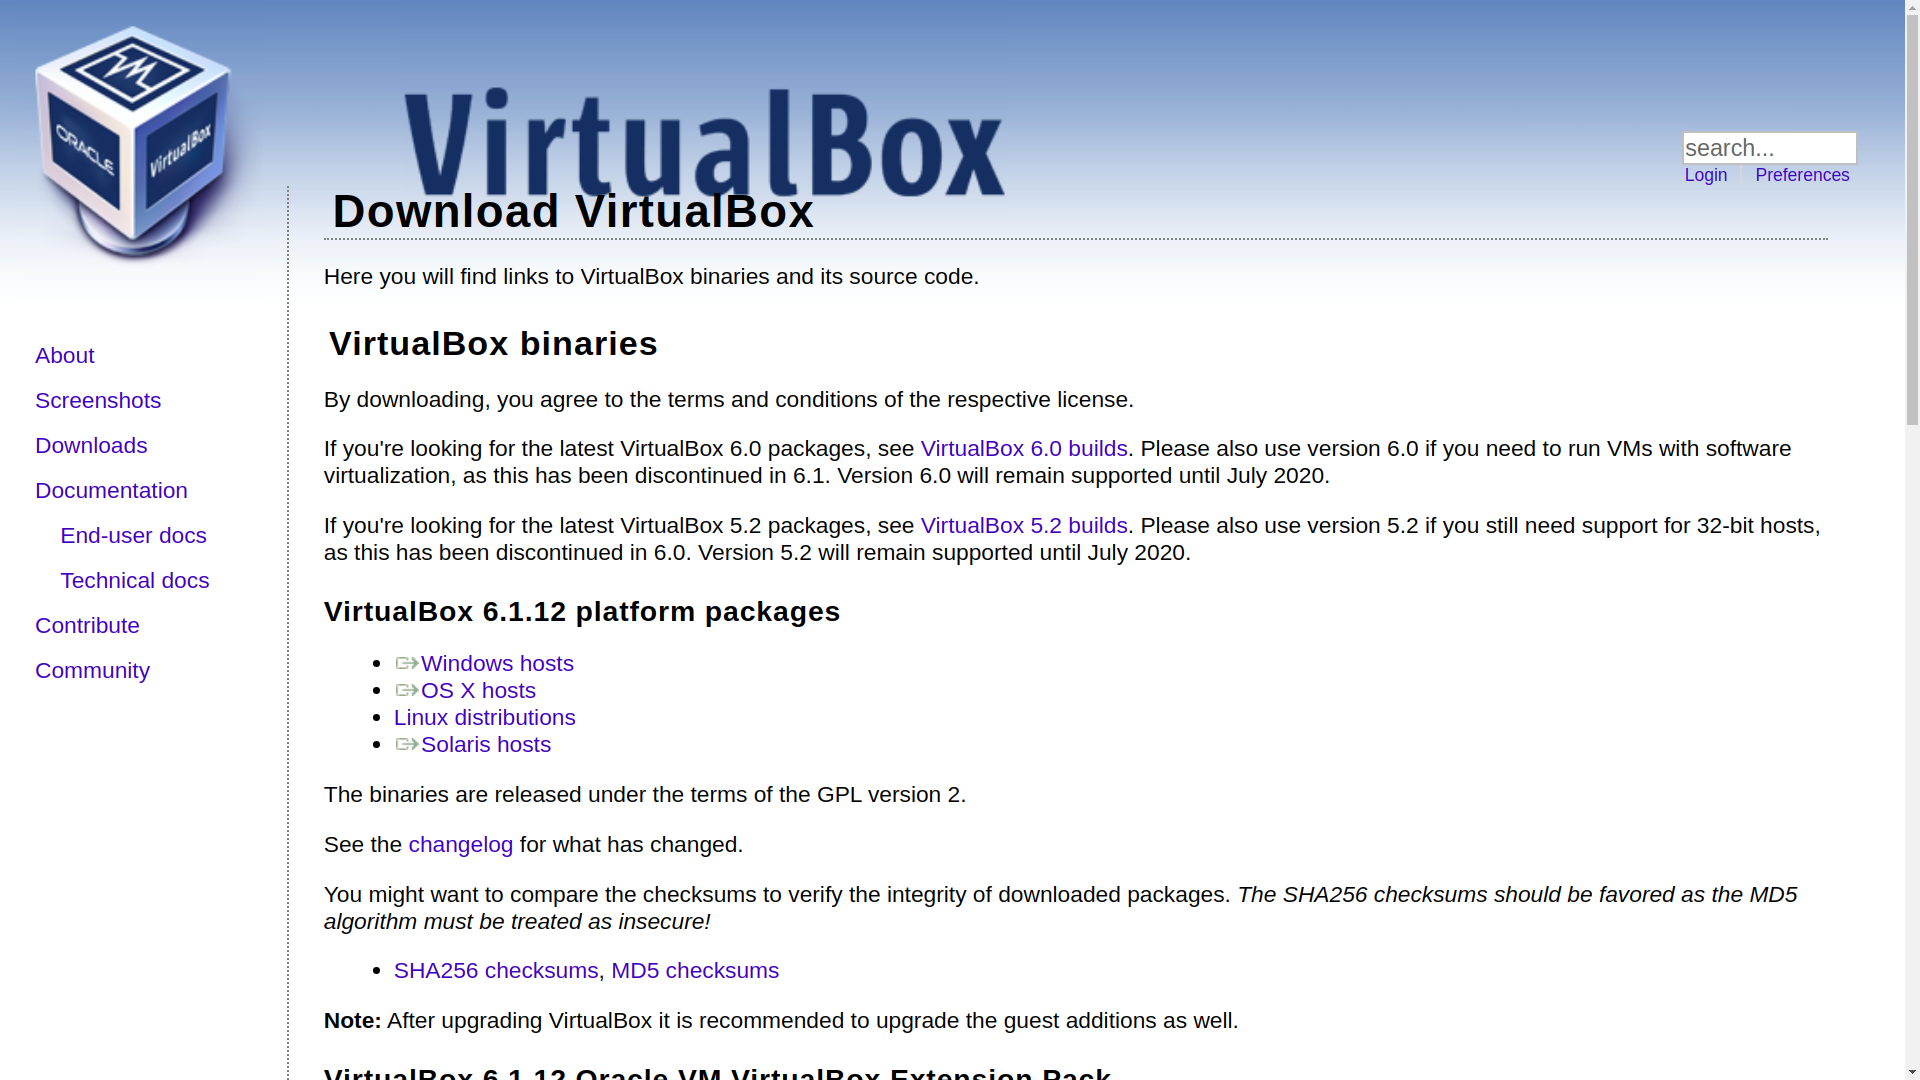 ORACLE
VirtualBox
VirtualBox
search...
Login
Preferences
Download VirtualBox
Here you will find links to VirtualBox binaries and its source code.
VirtualBox binaries
About
By downloading, you agree to the terms and conditions of the respective license.
Screenshots
Downloads
If you're looking for the latest VirtualBox 6.0 packages, see VirtualBox 6.0 builds. Please also use version 6.0 if you need to run VMs with software
virtualization, as this has been discontinued in 6.1. Version 6.0 will remain supported until July 2020.
Documentation
End-user docs
If you're looking for the latest VirtualBox 5.2 packages, see VirtualBox 5.2 builds. Please also use version 5.2 if you still need support for 32-bit hosts,
as this has been discontinued in 6.0. Version 5.2 will remain supported until July 2020.
Technical docs
Contribute
Community
VirtualBox 6.1.12 platform packages
Windows hosts
OS X hosts
Linux distributions
Solaris hosts
The binaries are released under the terms of the GPL version 2.
See the changelog for what has changed.
You might want to compare the checksums to verify the integrity of downloaded packages. The SHA256 checksums should be favored as the MD5
algorithm must be treated as insecure!
SHA256 checksums, MD5 checksums
Note: After upgrading VirtualBox it is recommended to upgrade the guest additions as well.
VirtualBox 6.1.12 Oracle VM VirtualBox Extension Pack